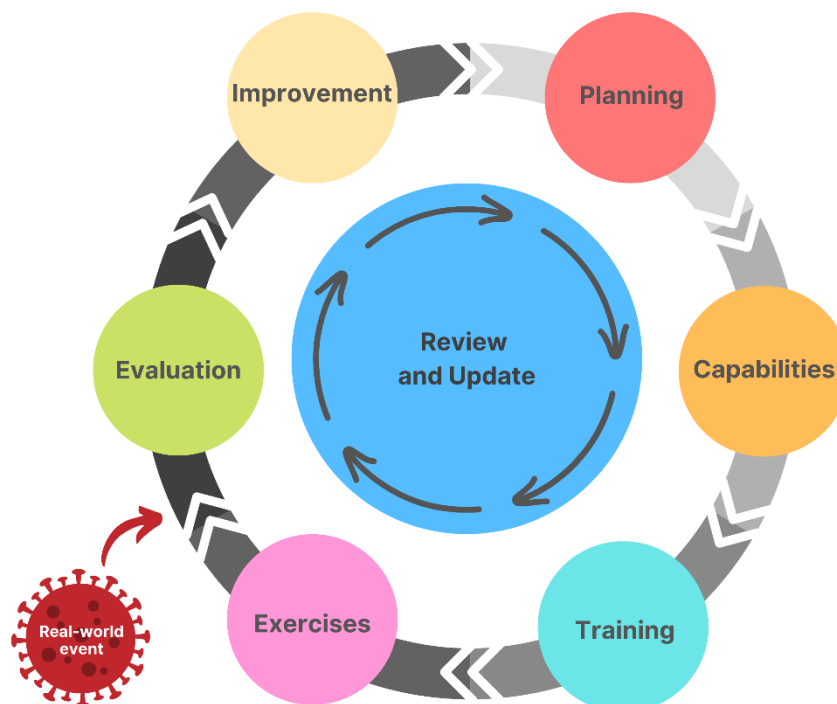 Improvement
Planning
Review
and Update
Evaluation
Capabilities
Exercises
Training
Real-world
event